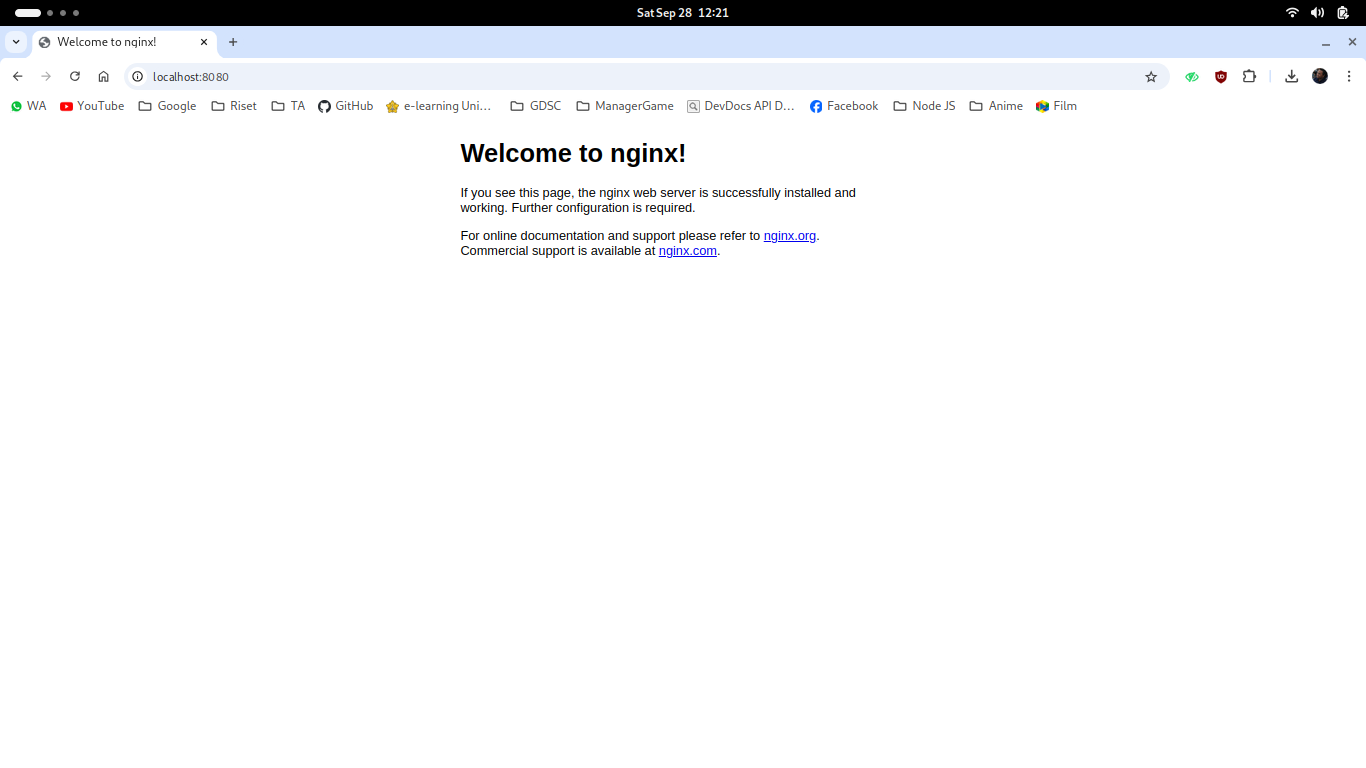 Sat Sep 28 12:21
Welcome to nginx!
localhost:8080
WA YouTube Google Riset TA GitHub e-learning Uni... GDSC ManagerGame DevDocs API D... Facebook Node JS Anime Film
Welcome to nginx!
If you see this page, the nginx web server is successfully installed and
working. Further configuration is required.
For online documentation and support please refer to nginx.org.
Commercial support is available at nginx.com.